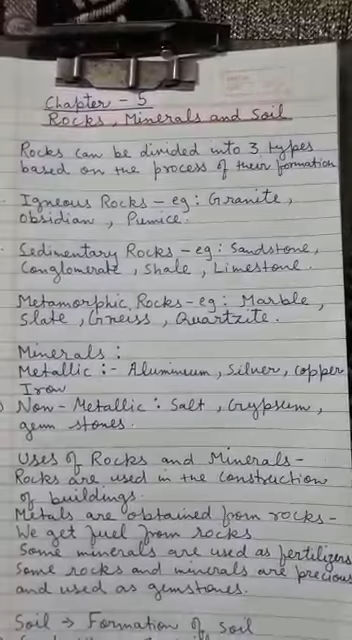 Chapter - 5
Rocks, Minerals and Soil
Rocks can be divided into 3 types
based on the process of their formation
Igneous Rocks - eg: Granite,
obsidian, Pumice.
Sedimentary Rocks - eg: Sandstone,
Conglomerate, Shale, Limestone.
Metamorphic Rocks - eg: Marble,
Slate, Gneiss, Quartzite.
Minerals:
Metallic :- Alumineum, Silver, copper
Iron
Non-Metallic: Salt, Grypsum,
gem stones.
Uses of Rocks and Minerals -
Rocks are used in the construction
of buildings.
Metals are obtained from rocks -
We get fuel from rocks
Some minerals are used as fertilizers
Some rocks and minerals are precious
and used as gemstones.
Soil → Formation of soil